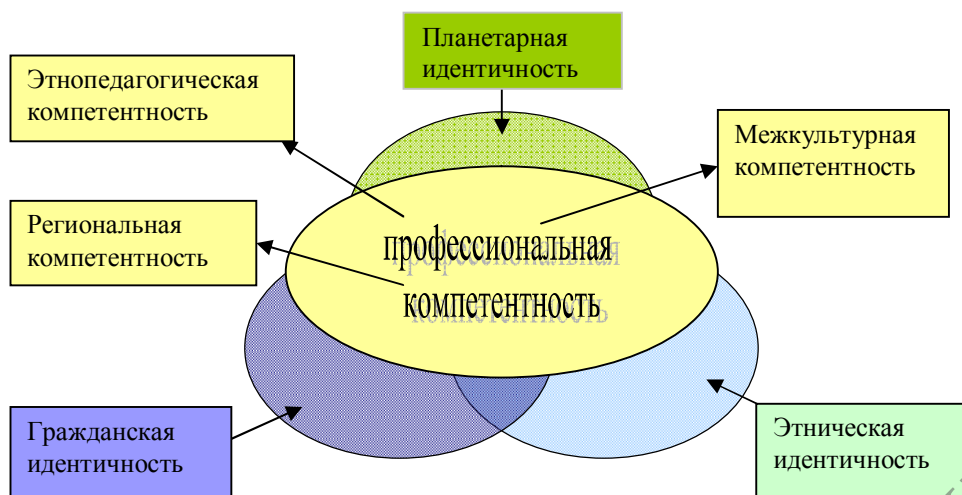 Планетарная
идентичность
Этнопедагогическая
компетентность
Межкультурная
компетентность
Региональная
компетентность
профессиональная
компетентность
Гражданская
идентичность
Этническая
идентичность